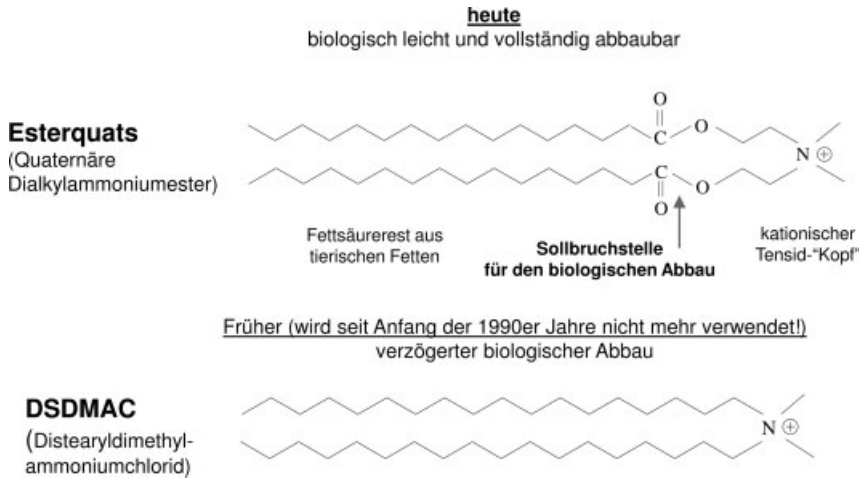 heute
biologisch leicht und vollständig abbaubar
Esterquats
(Quaternäre
Dialkylammoniumester)
O
C
O
N ⊕
C
O
O
Fettsäurerest aus
tierischen Fetten
Sollbruchstelle
für den biologischen Abbau
kationischer
Tensid-“Kopf”
Früher (wird seit Anfang der 1990er Jahre nicht mehr verwendet!)
verzögerter biologischer Abbau
DSDMAC
(Distearyldimethyl-
ammoniumchlorid)
N ⊕